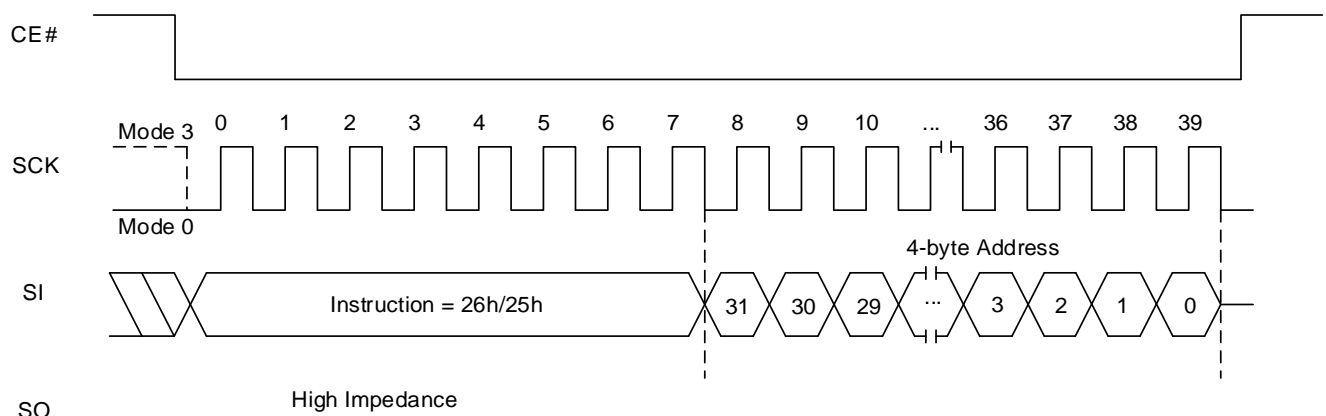 CE#
Mode 3
0 1 2 3 4 5 6 7 8 9 10 ... 36 37 38 39
SCK
Mode 0
4-byte Address
SI
Instruction = 26h/25h
31 30 29 ... 3 2 1 0
High Impedance
SO